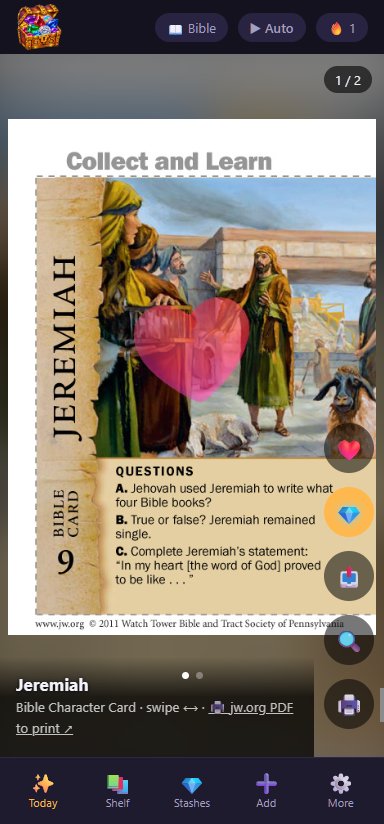 Bible
Auto
1
1 / 2
Collect and Learn
JEREMIAH
BIBLE
CARD
9
QUESTIONS
A. Jehovah used Jeremiah to write what
four Bible books?
B. True or false? Jeremiah remained
single.
C. Complete Jeremiah's statement:
“In my heart [the word of God] proved
to be like . . . ”
www.jw.org © 2011 Watch Tower Bible and Tract Society of Pennsylvania
Jeremiah
Bible Character Card · swipe ↔ · jw.org PDF
to print ↗
Today
Shelf
Stashes
Add
More